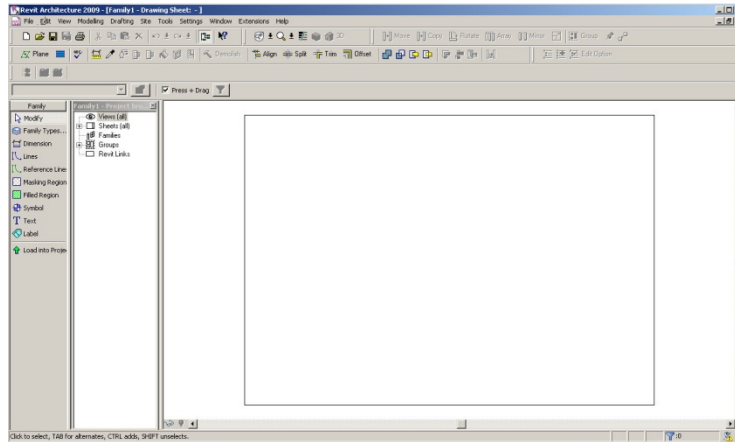 Revit Architecture 2009 - [Family1 - Drawing Sheet: - ]
File Edit View Modelling Drafting Site Tools Settings Window Extensions Help
3D Move Copy Rotate Array Mirror Group
Plane Demolish Align Split Trim Offset Edit Option
Press + Drag
Family
Modify
Family Types...
Dimension
Lines
Reference Line
Masking Region
Filled Region
Symbol
Text
Label
Load into Proje
Family1 - Project
Views (all)
Sheets (all)
Families
Groups
Revit Links
Click to select, TAB for alternates, CTRL adds, SHIFT unselects.
:0